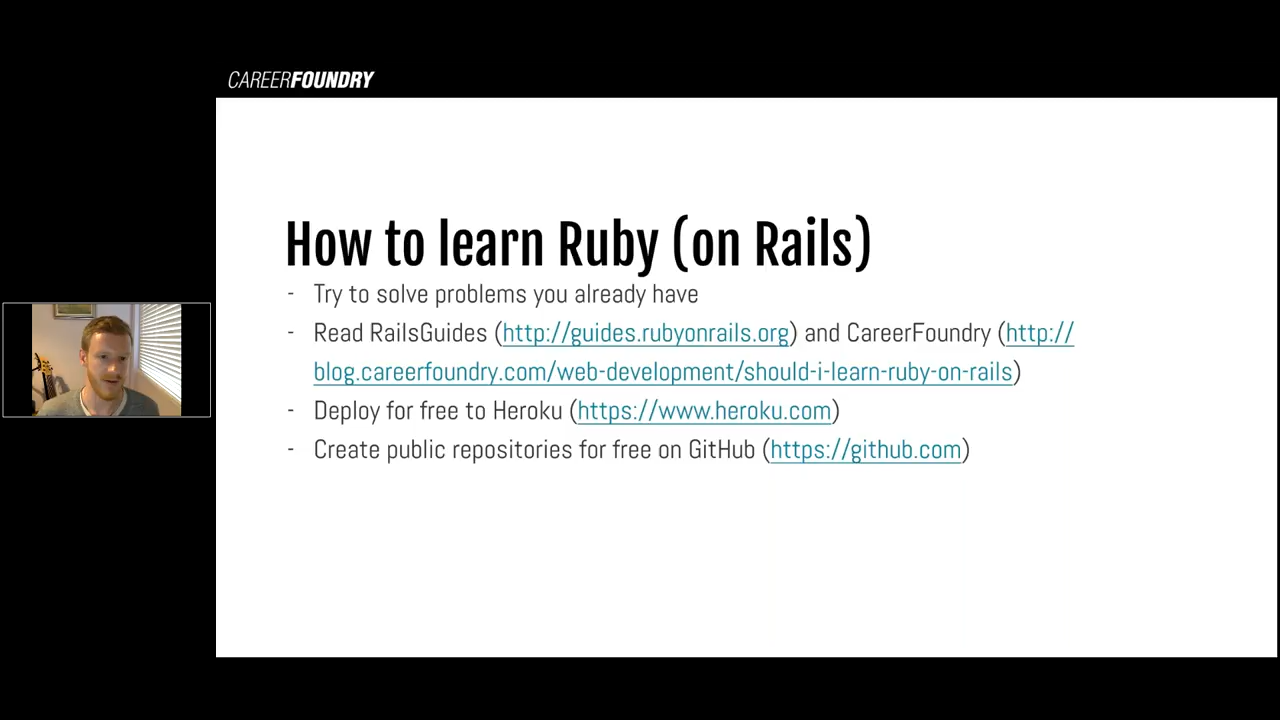 CAREERFOUNDRY
How to learn Ruby (on Rails)
- Try to solve problems you already have
- Read RailsGuides (http://guides.rubyonrails.org) and CareerFoundry (http://
blog.careerfoundry.com/web-development/should-i-learn-ruby-on-rails)
- Deploy for free to Heroku (https://www.heroku.com)
- Create public repositories for free on GitHub (https://github.com)